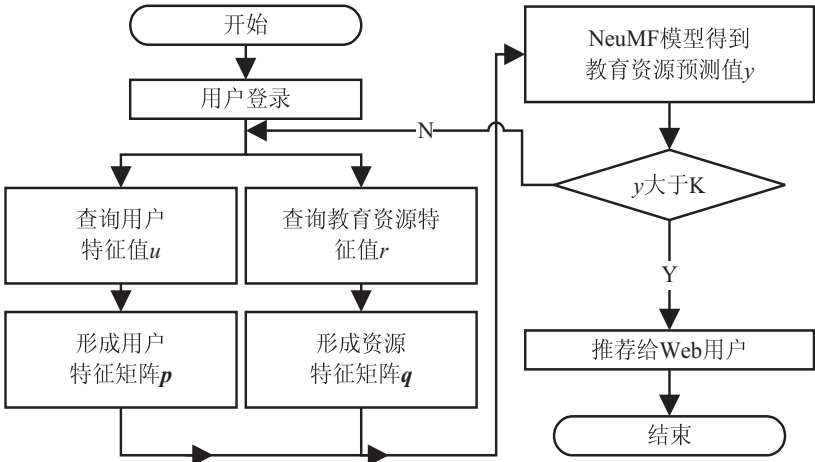 开始
用户登录
查询用户
特征值u
查询教育资源特
征值r
形成用户
特征矩阵p
形成资源
特征矩阵q
NeuMF模型得到
教育资源预测值y
y大于K
N
Y
推荐给Web用户
结束